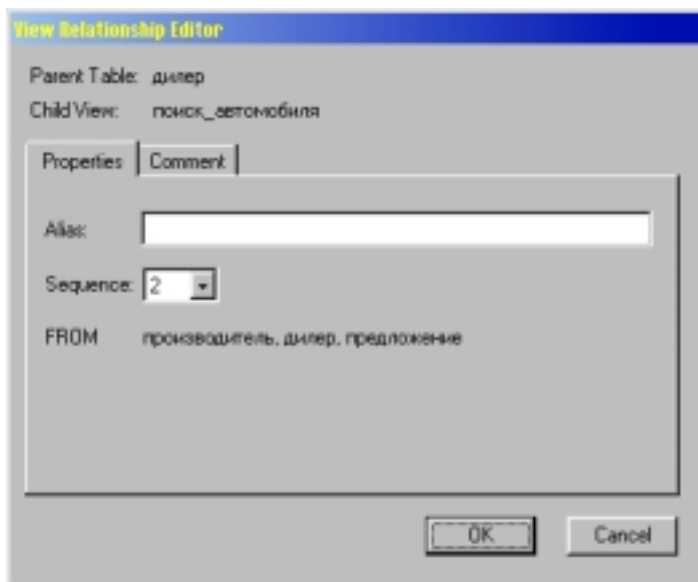 View Relationship Editor
Parent Table: дилер
Child View: поиск_автомобиля
Properties Comment
Alias:
Sequence: 2
FROM производитель, дилер, предложение
OK Cancel